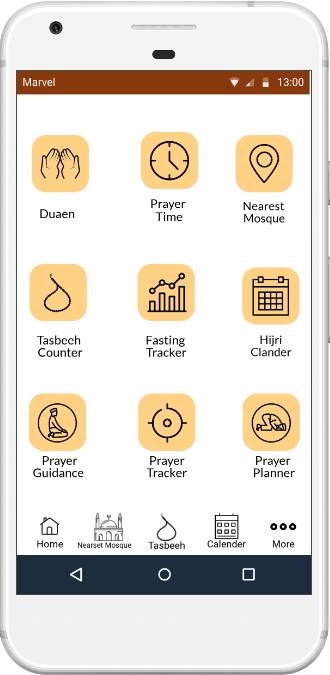 Marvel 13:00
Duaen
Prayer
Time
Nearest
Mosque
Tasbeeh
Counter
Fasting
Tracker
Hijri
Clander
Prayer
Guidance
Prayer
Tracker
Prayer
Planner
Home
Nearset Mosque
Tasbeeh
Calender
More